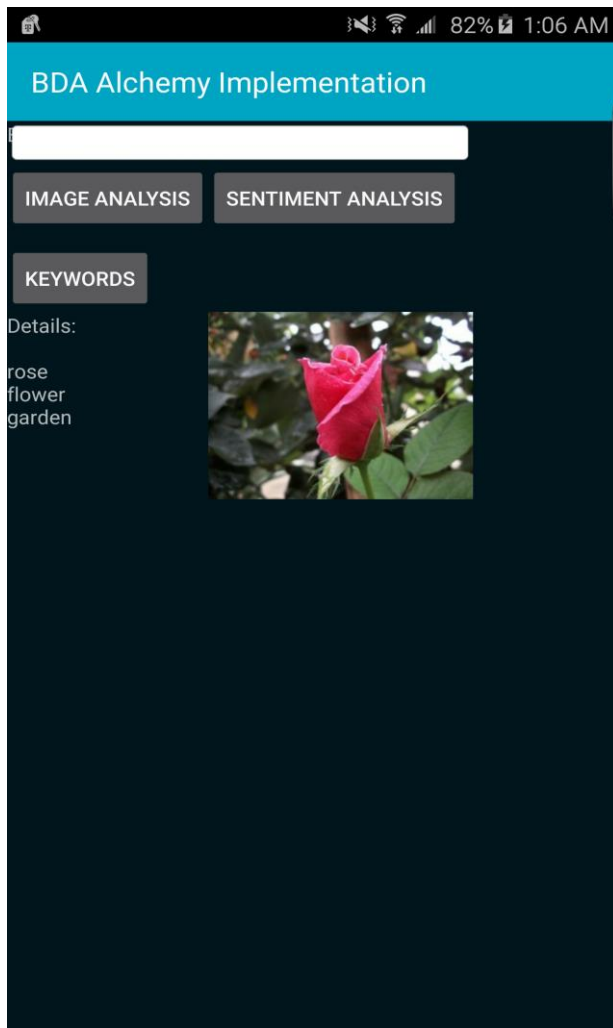 82% 1:06 AM
BDA Alchemy Implementation
IMAGE ANALYSIS SENTIMENT ANALYSIS
KEYWORDS
Details:
rose
flower
garden